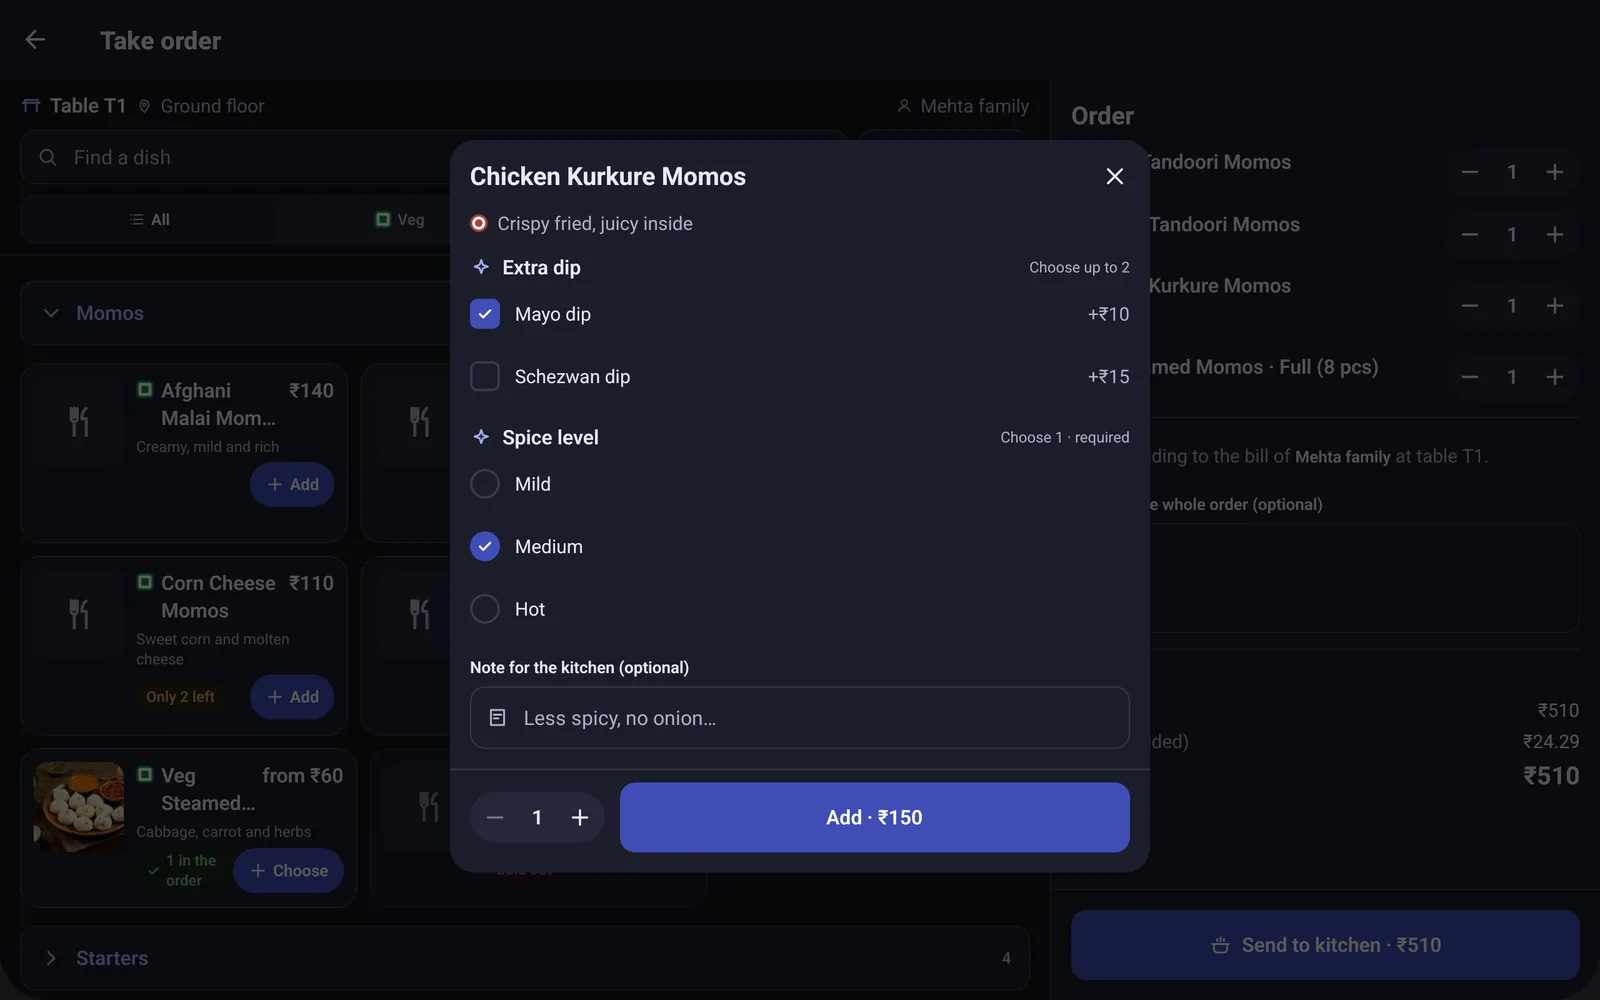 Take order
Table T1
Ground floor
Mehta family
Find a dish
All
Veg
Momos
Afghani ₹140
Malai Mom...
Creamy, mild and rich
+ Add
Corn Cheese ₹110
Momos
Sweet corn and molten
cheese
Only 2 left
+ Add
Veg from ₹60
Steamed...
Cabbage, carrot and herbs
1 in the
order
+ Choose
Starters 4
Chicken Kurkure Momos
Crispy fried, juicy inside
Extra dip Choose up to 2
Mayo dip +₹10
Schezwan dip +₹15
Spice level Choose 1 · required
Mild
Medium
Hot
Note for the kitchen (optional)
Less spicy, no onion...
− 1 +
Add · ₹150
Order
Tandoori Momos − 1 +
Tandoori Momos − 1 +
Kurkure Momos − 1 +
med Momos · Full (8 pcs) − 1 +
ding to the bill of Mehta family at table T1.
e whole order (optional)
₹510
ded) ₹24.29
₹510
Send to kitchen · ₹510